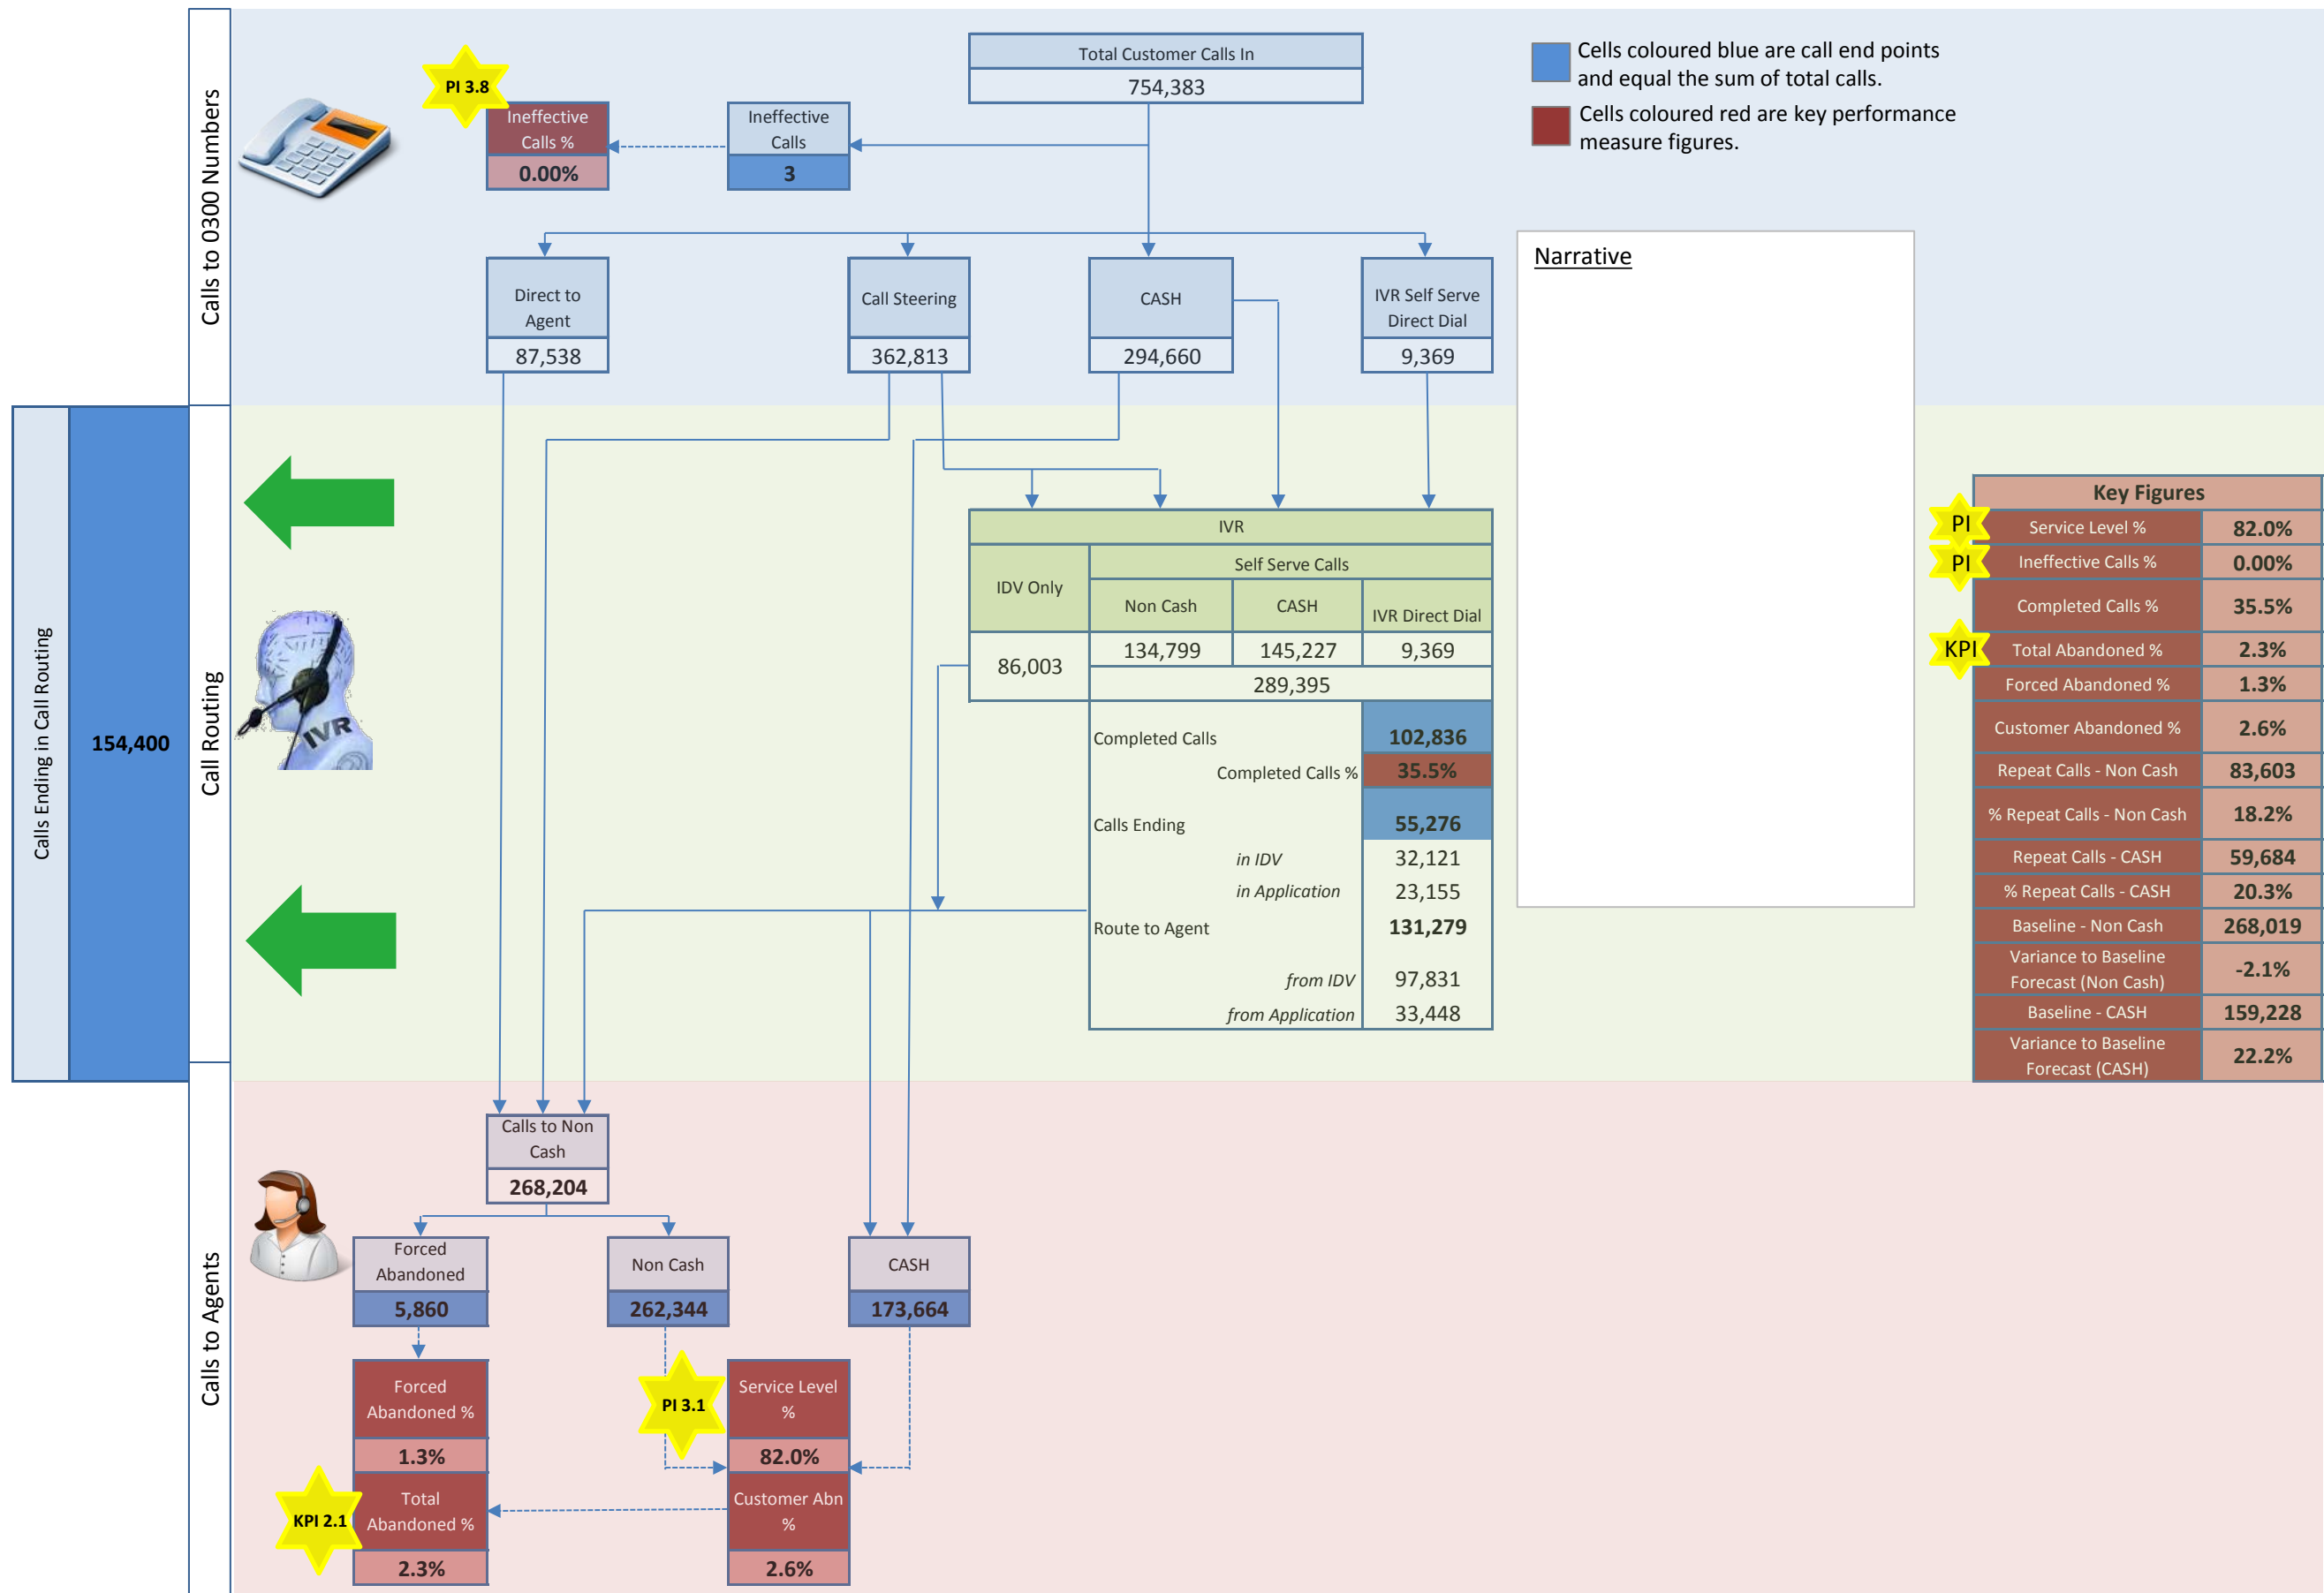 Calls to 0300 Numbers
Total Customer Calls In
754,383
Cells coloured blue are call end points
and equal the sum of total calls.
Cells coloured red are key performance
measure figures.
PI 3.8
Ineffective
Calls %
0.00%
Ineffective
Calls
3
Direct to
Agent
87,538
Call Steering
362,813
CASH
294,660
IVR Self Serve
Direct Dial
9,369
Narrative
Calls Ending in Call Routing
154,400
Call Routing
IVR
IVR
IDV Only
Self Serve Calls
Non Cash
CASH
IVR Direct Dial
86,003
134,799
145,227
9,369
289,395
Completed Calls
102,836
Completed Calls %
35.5%
Calls Ending
55,276
in IDV
32,121
in Application
23,155
Route to Agent
131,279
from IDV
97,831
from Application
33,448
Key Figures
PI
Service Level %
82.0%
PI
Ineffective Calls %
0.00%
Completed Calls %
35.5%
KPI
Total Abandoned %
2.3%
Forced Abandoned %
1.3%
Customer Abandoned %
2.6%
Repeat Calls - Non Cash
83,603
% Repeat Calls - Non Cash
18.2%
Repeat Calls - CASH
59,684
% Repeat Calls - CASH
20.3%
Baseline - Non Cash
268,019
Variance to Baseline
Forecast (Non Cash)
-2.1%
Baseline - CASH
159,228
Variance to Baseline
Forecast (CASH)
22.2%
Calls to Agents
Calls to Non
Cash
268,204
Forced
Abandoned
5,860
Non Cash
262,344
CASH
173,664
Forced
Abandoned %
1.3%
PI 3.1
Service Level
%
82.0%
KPI 2.1
Total
Abandoned %
2.3%
Customer Abn
%
2.6%